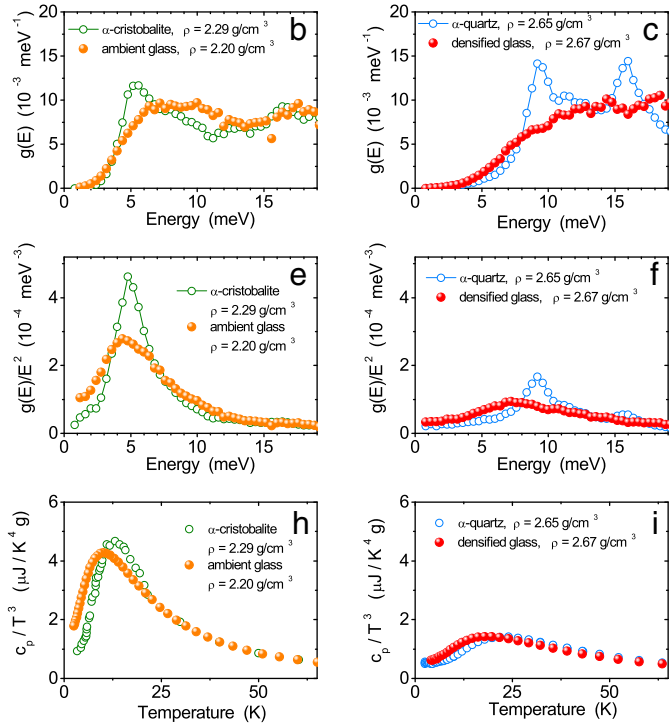 b
α-cristobalite, ρ = 2.29 g/cm 3
ambient glass, ρ = 2.20 g/cm 3
g(E) (10 -3 meV -1)
15
10
5
0
0 5 10 15
Energy (meV)
c
α-quartz, ρ = 2.65 g/cm 3
densified glass, ρ = 2.67 g/cm 3
g(E) (10 -3 meV -1)
20
15
10
5
0
0 5 10 15
Energy (meV)
e
α-cristobalite
ρ = 2.29 g/cm 3
ambient glass
ρ = 2.20 g/cm 3
g(E)/E 2 (10 -4 meV -3)
4
2
0
0 5 10 15
Energy (meV)
f
α-quartz, ρ = 2.65 g/cm 3
densified glass, ρ = 2.67 g/cm 3
g(E)/E 2 (10 -4 meV -3)
4
2
0
0 5 10 15
Energy (meV)
h
α-cristobalite
ρ = 2.29 g/cm 3
ambient glass
ρ = 2.20 g/cm 3
c p / T 3 (μJ / K 4 g)
6
4
2
0
0 25 50
Temperature (K)
i
α-quartz, ρ = 2.65 g/cm 3
densified glass, ρ = 2.67 g/cm 3
c p / T 3 (μJ / K 4 g)
6
4
2
0
0 25 50
Temperature (K)